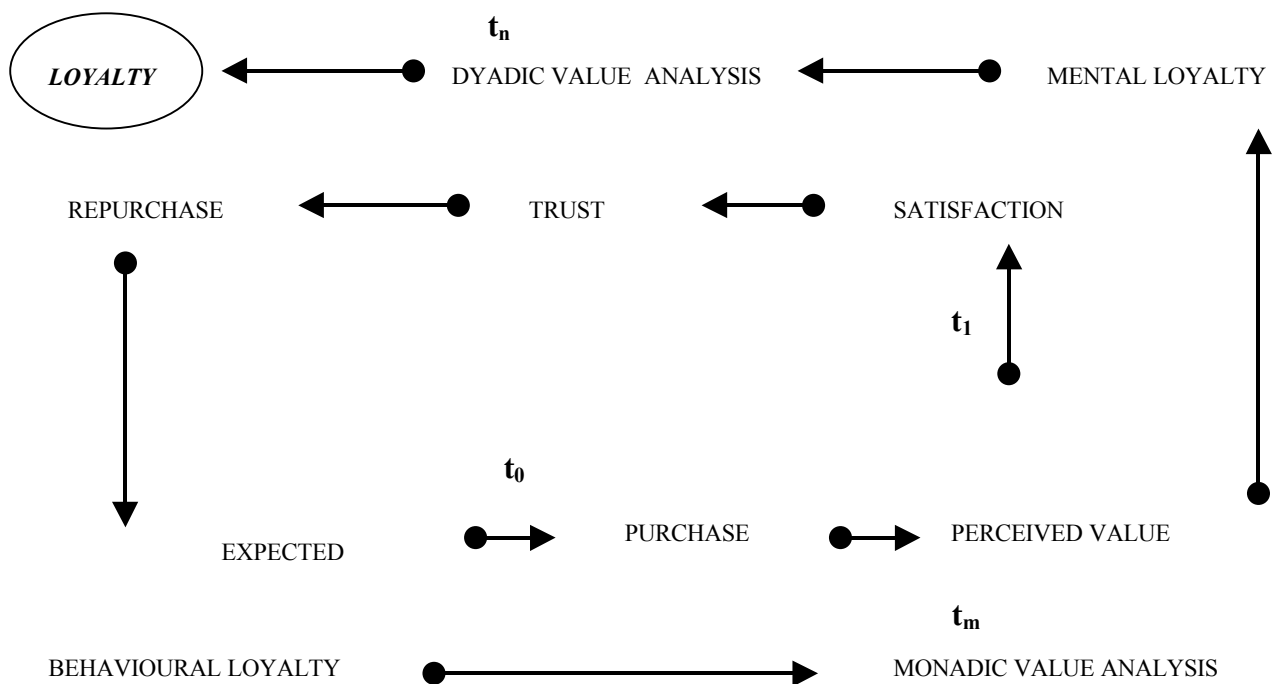 tₙ
LOYALTY DYADIC VALUE ANALYSIS MENTAL LOYALTY
REPURCHASE TRUST SATISFACTION
t₁
t₀
EXPECTED PURCHASE PERCEIVED VALUE
tₘ
BEHAVIOURAL LOYALTY MONADIC VALUE ANALYSIS